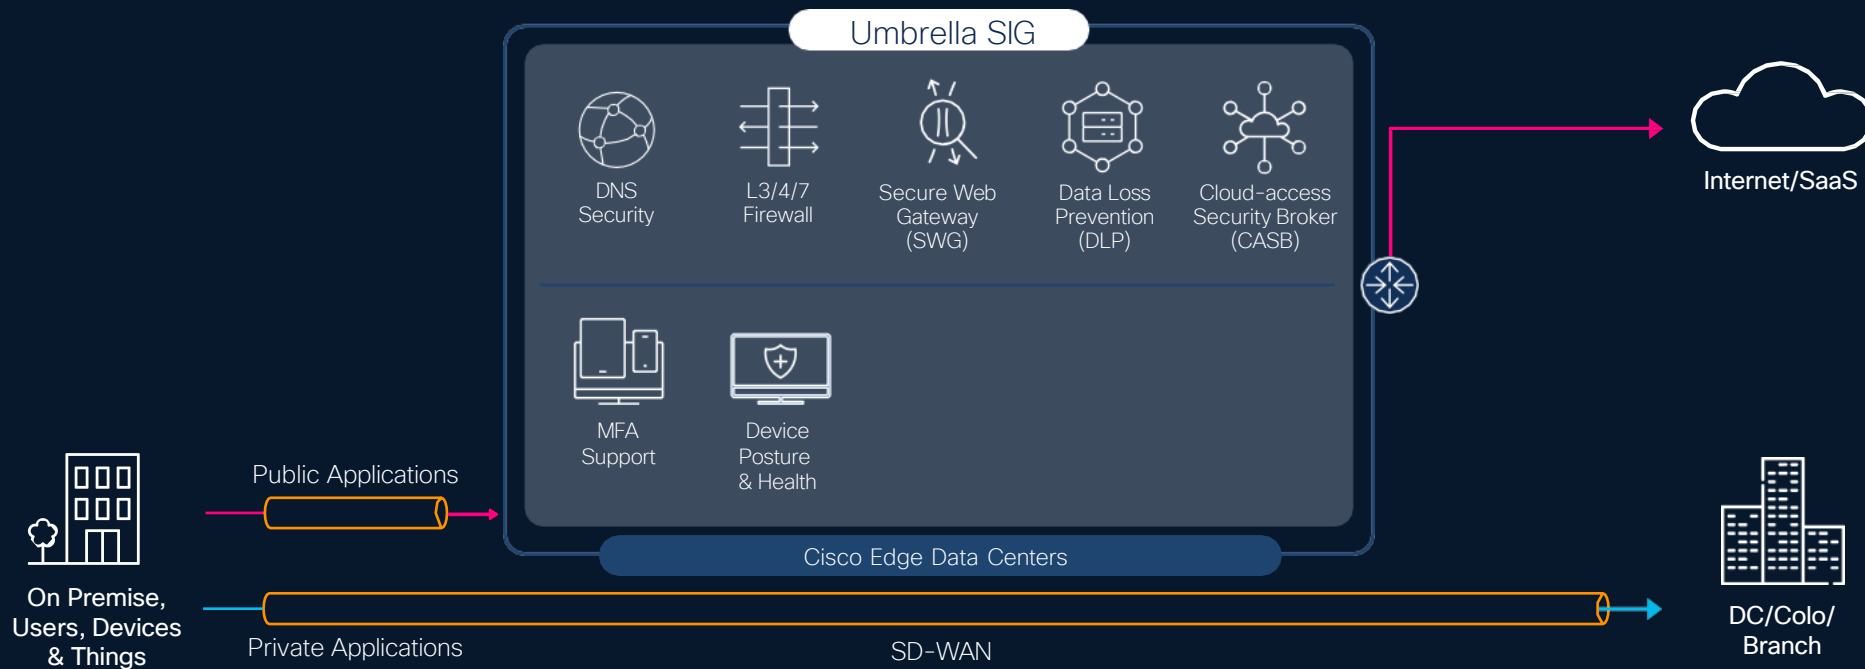 Umbrella SIG
DNS
Security
L3/4/7
Firewall
Secure Web
Gateway
(SWG)
Data Loss
Prevention
(DLP)
Cloud-access
Security Broker
(CASB)
Internet/SaaS
MFA
Support
Device
Posture
& Health
Public Applications
Cisco Edge Data Centers
On Premise,
Users, Devices
& Things
Private Applications
SD-WAN
DC/Colo/
Branch